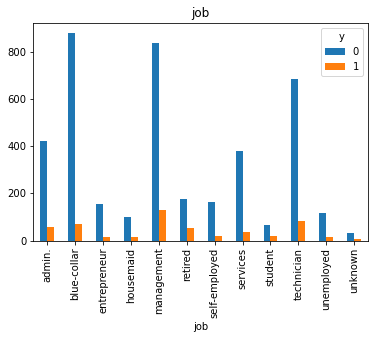 job
y
0
1
800
600
400
200
0
admin.
blue-collar
entrepreneur
housemaid
management
retired
self-employed
services
student
technician
unemployed
unknown
job